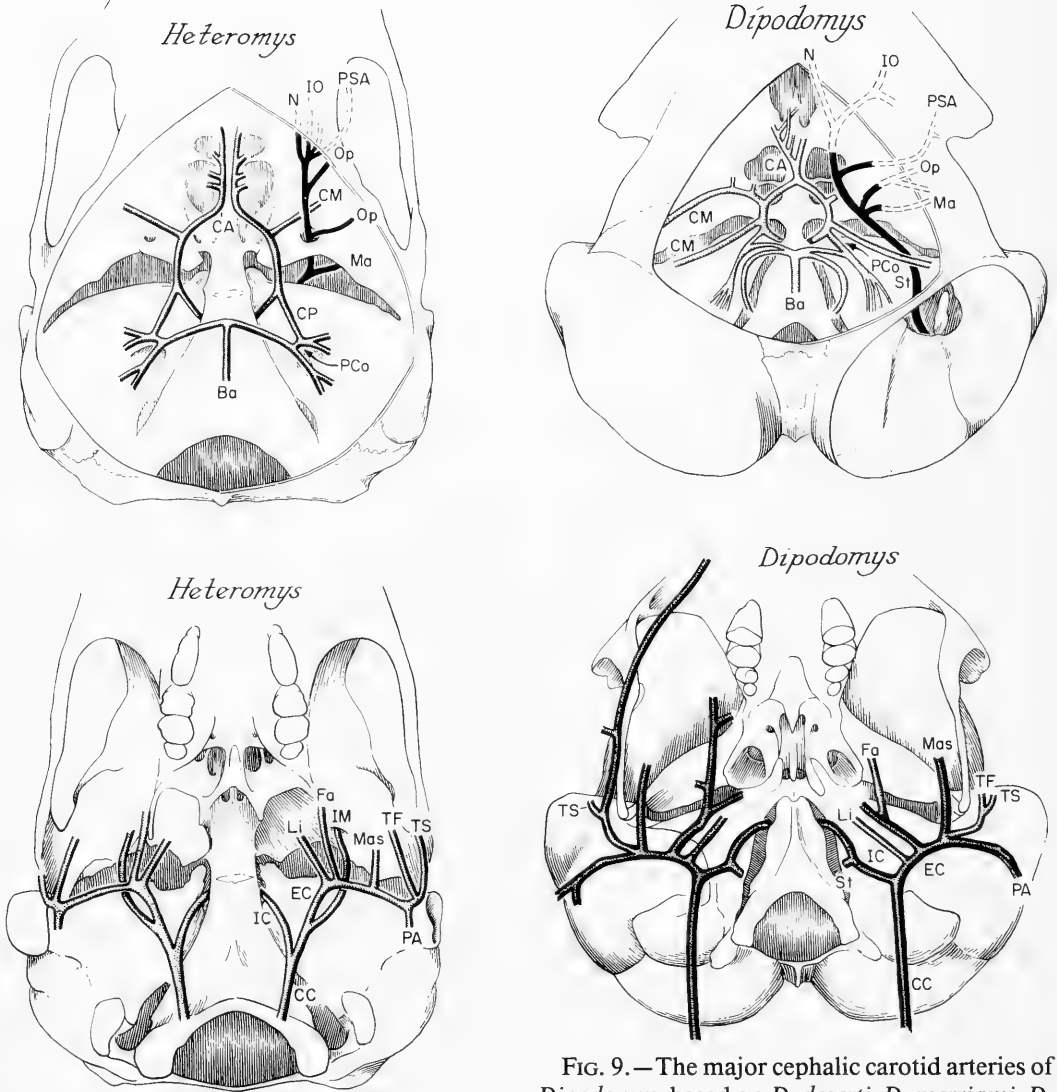 Heteromys
Dipodomys
N
IO
PSA
Op
CM
Op
CA
Ma
CP
PCo
Ba
N
IO
PSA
CA
Op
CM
Ma
CM
PCo
St
Ba
Heteromys
Dipodomys
Fa
Li
IM
Mas
TF
TS
EC
IC
PA
CC
TS
Fa
Mas
TF
TS
Li
IC
EC
St
PA
CC
FIG. 9.—The major cephalic carotid arteries of